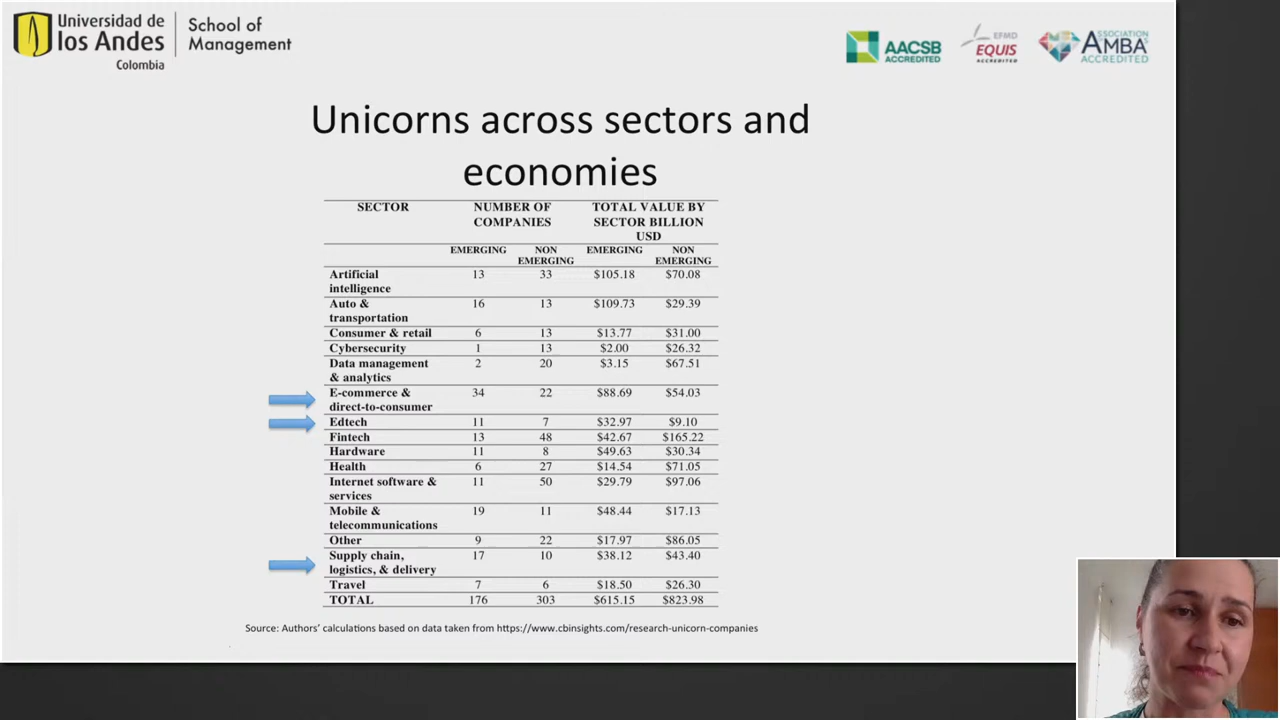 Universidad de
los Andes
Colombia
School of
Management
AACSB
ACCREDITED
EFMD
EQUIS
ACCREDITED
ASSOCIATION
AMBA
ACCREDITED
Unicorns across sectors and
economies
SECTOR NUMBER OF COMPANIES TOTAL VALUE BY SECTOR BILLION USD
EMERGING NON EMERGING EMERGING NON EMERGING
Artificial intelligence 13 33 $105.18 $70.08
Auto & transportation 16 13 $109.73 $29.39
Consumer & retail 6 13 $13.77 $31.00
Cybersecurity 1 13 $2.00 $26.32
Data management & analytics 2 20 $3.15 $67.51
E-commerce & direct-to-consumer 34 22 $88.69 $54.03
Edtech 11 7 $32.97 $9.10
Fintech 13 48 $42.67 $165.22
Hardware 11 8 $49.63 $30.34
Health 6 27 $14.54 $71.05
Internet software & services 11 50 $29.79 $97.06
Mobile & telecommunications 19 11 $48.44 $17.13
Other 9 22 $17.97 $86.05
Supply chain, logistics, & delivery 17 10 $38.12 $43.40
Travel 7 6 $18.50 $26.30
TOTAL 176 303 $615.15 $823.98
Source: Authors' calculations based on data taken from https://www.cbinsights.com/research-unicorn-companies